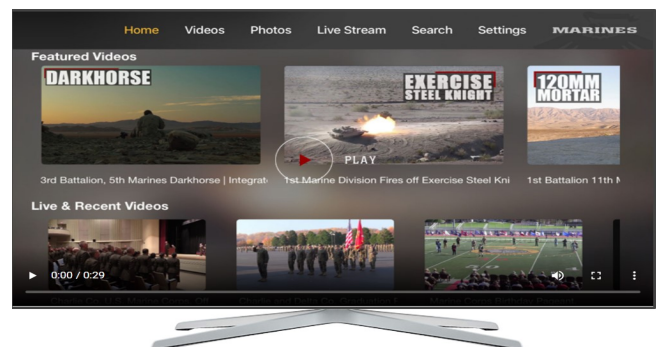 Home Videos Photos Live Stream Search Settings MARINES
Featured Videos
DARKHORSE
EXERCISE
STEEL KNIGHT
120MM
MORTAR
PLAY
3rd Battalion, 5th Marines Darkhorse | Integrat
1st Marine Division Fires off Exercise Steel Kni
1st Battalion 11th M
Live & Recent Videos
0:00 / 0:29